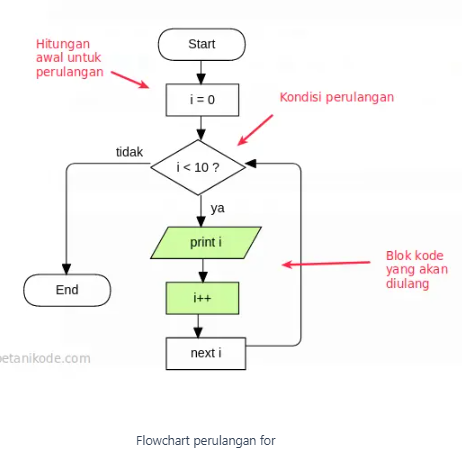 Start
Hitungan
awal untuk
perulangan
i = 0
Kondisi perulangan
tidak
i < 10 ?
ya
print i
Blok kode
yang akan
diulang
End
i++
next i
petanikode.com
Flowchart perulangan for